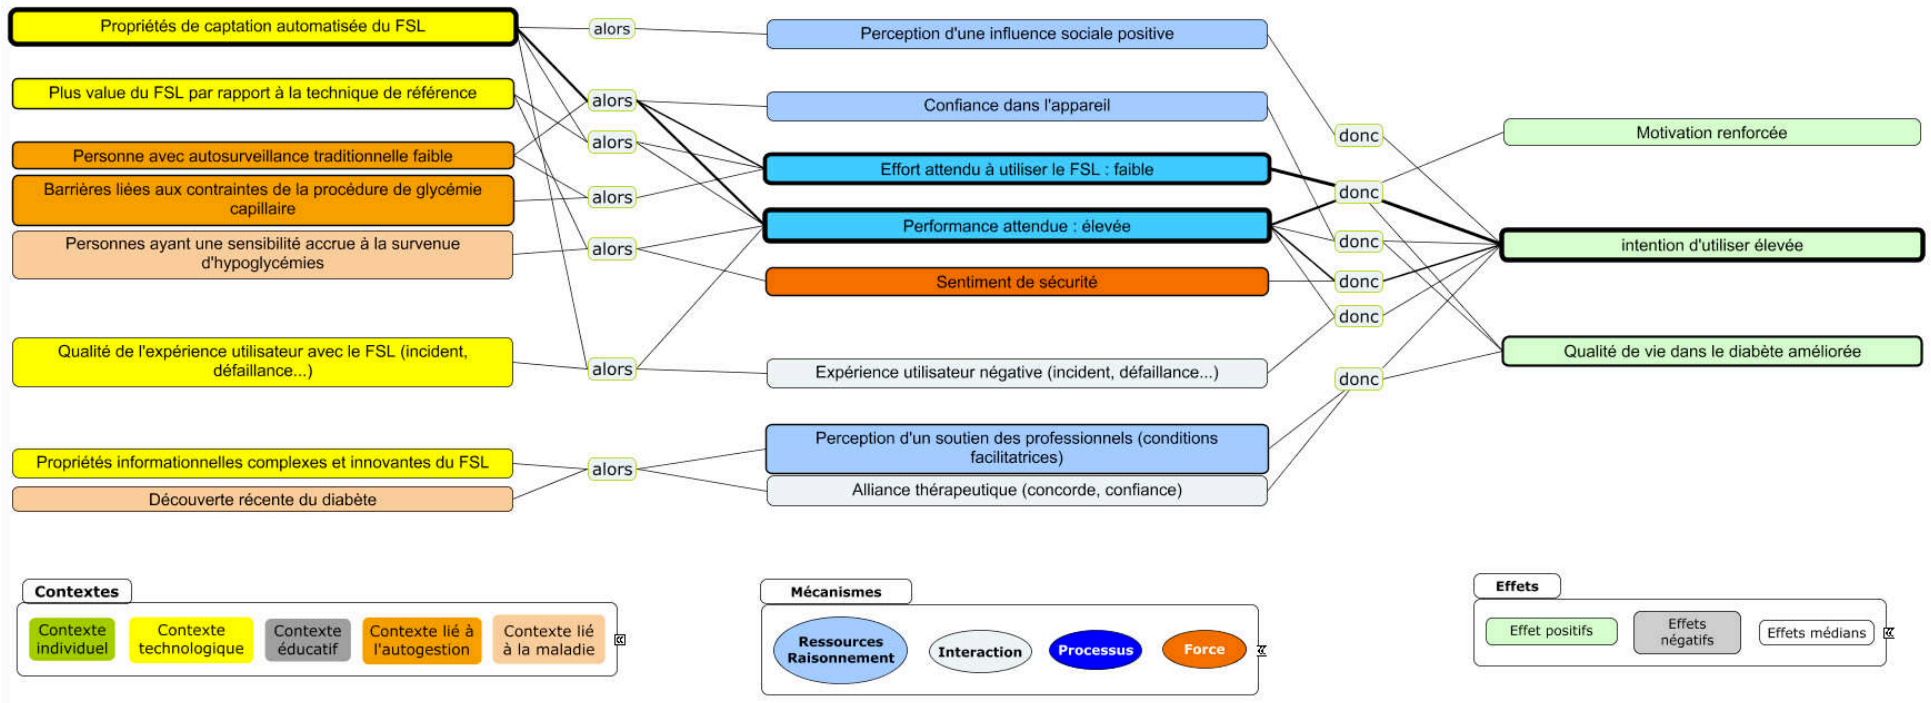 Propriétés de captation automatisée du FSL
alors
Perception d'une influence sociale positive
Plus value du FSL par rapport à la technique de référence
alors
Confiance dans l'appareil
donc
Motivation renforcée
alors
Personne avec autosurveillance traditionnelle faible
Effort attendu à utiliser le FSL : faible
Barrières liées aux contraintes de la procédure de glycémie
capillaire
alors
donc
Performance attendue : élevée
Personnes ayant une sensibilité accrue à la survenue
d'hypoglycémies
alors
donc
intention d'utiliser élevée
Sentiment de sécurité
donc
donc
Qualité de l'expérience utilisateur avec le FSL (incident,
défaillance...)
alors
Expérience utilisateur négative (incident, défaillance...)
Qualité de vie dans le diabète améliorée
donc
Perception d'un soutien des professionnels (conditions
facilitatrices)
Propriétés informationnelles complexes et innovantes du FSL
alors
Alliance thérapeutique (concorde, confiance)
Découverte récente du diabète
Contextes
Contexte
individuel
Contexte
technologique
Contexte
éducatif
Contexte lié à
l'autogestion
Contexte lié
à la maladie
Mécanismes
Ressources
Raisonnement
Interaction
Processus
Force
Effets
Effet positifs
Effets
négatifs
Effets médians